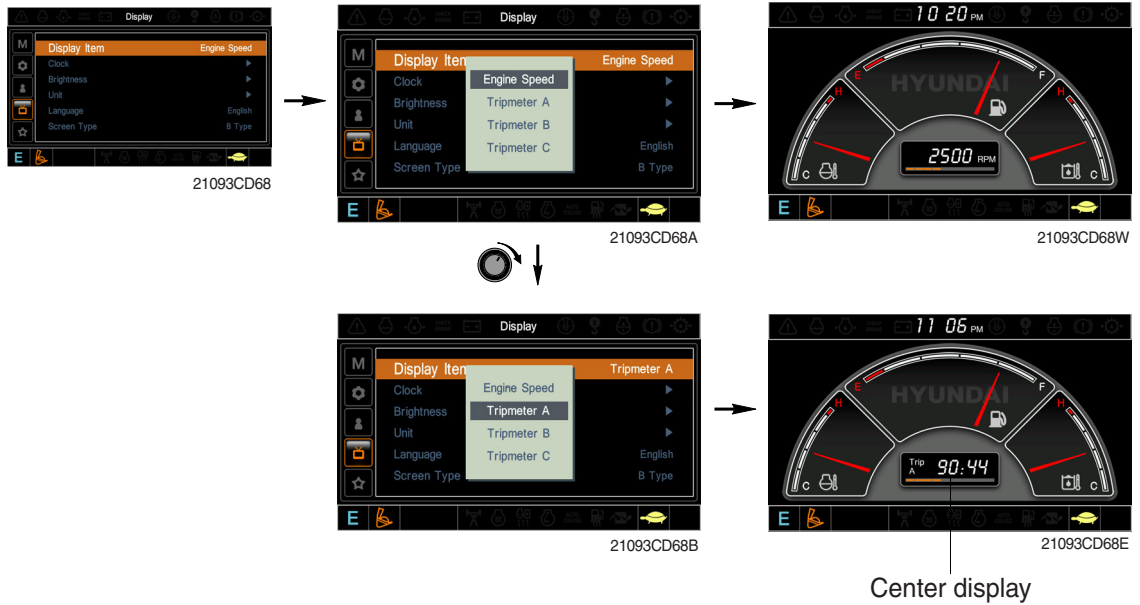 Display
M
Display Item Engine Speed
Clock
Brightness
Unit
Language English
Screen Type B Type
E
21093CD68
Display
M
Display Item Engine Speed
Clock
Brightness
Unit
Language English
Screen Type B Type
Engine Speed
Tripmeter A
Tripmeter B
Tripmeter C
E
21093CD68A
10 20 PM
HYUNDAI
E F
H H
C C
2500 RPM
E
21093CD68W
Display
M
Display Item Tripmeter A
Clock
Brightness
Unit
Language English
Screen Type B Type
Engine Speed
Tripmeter A
Tripmeter B
Tripmeter C
E
21093CD68B
11 06 PM
HYUNDAI
E F
H H
C C
Trip A 90:44
E
21093CD68E
Center display